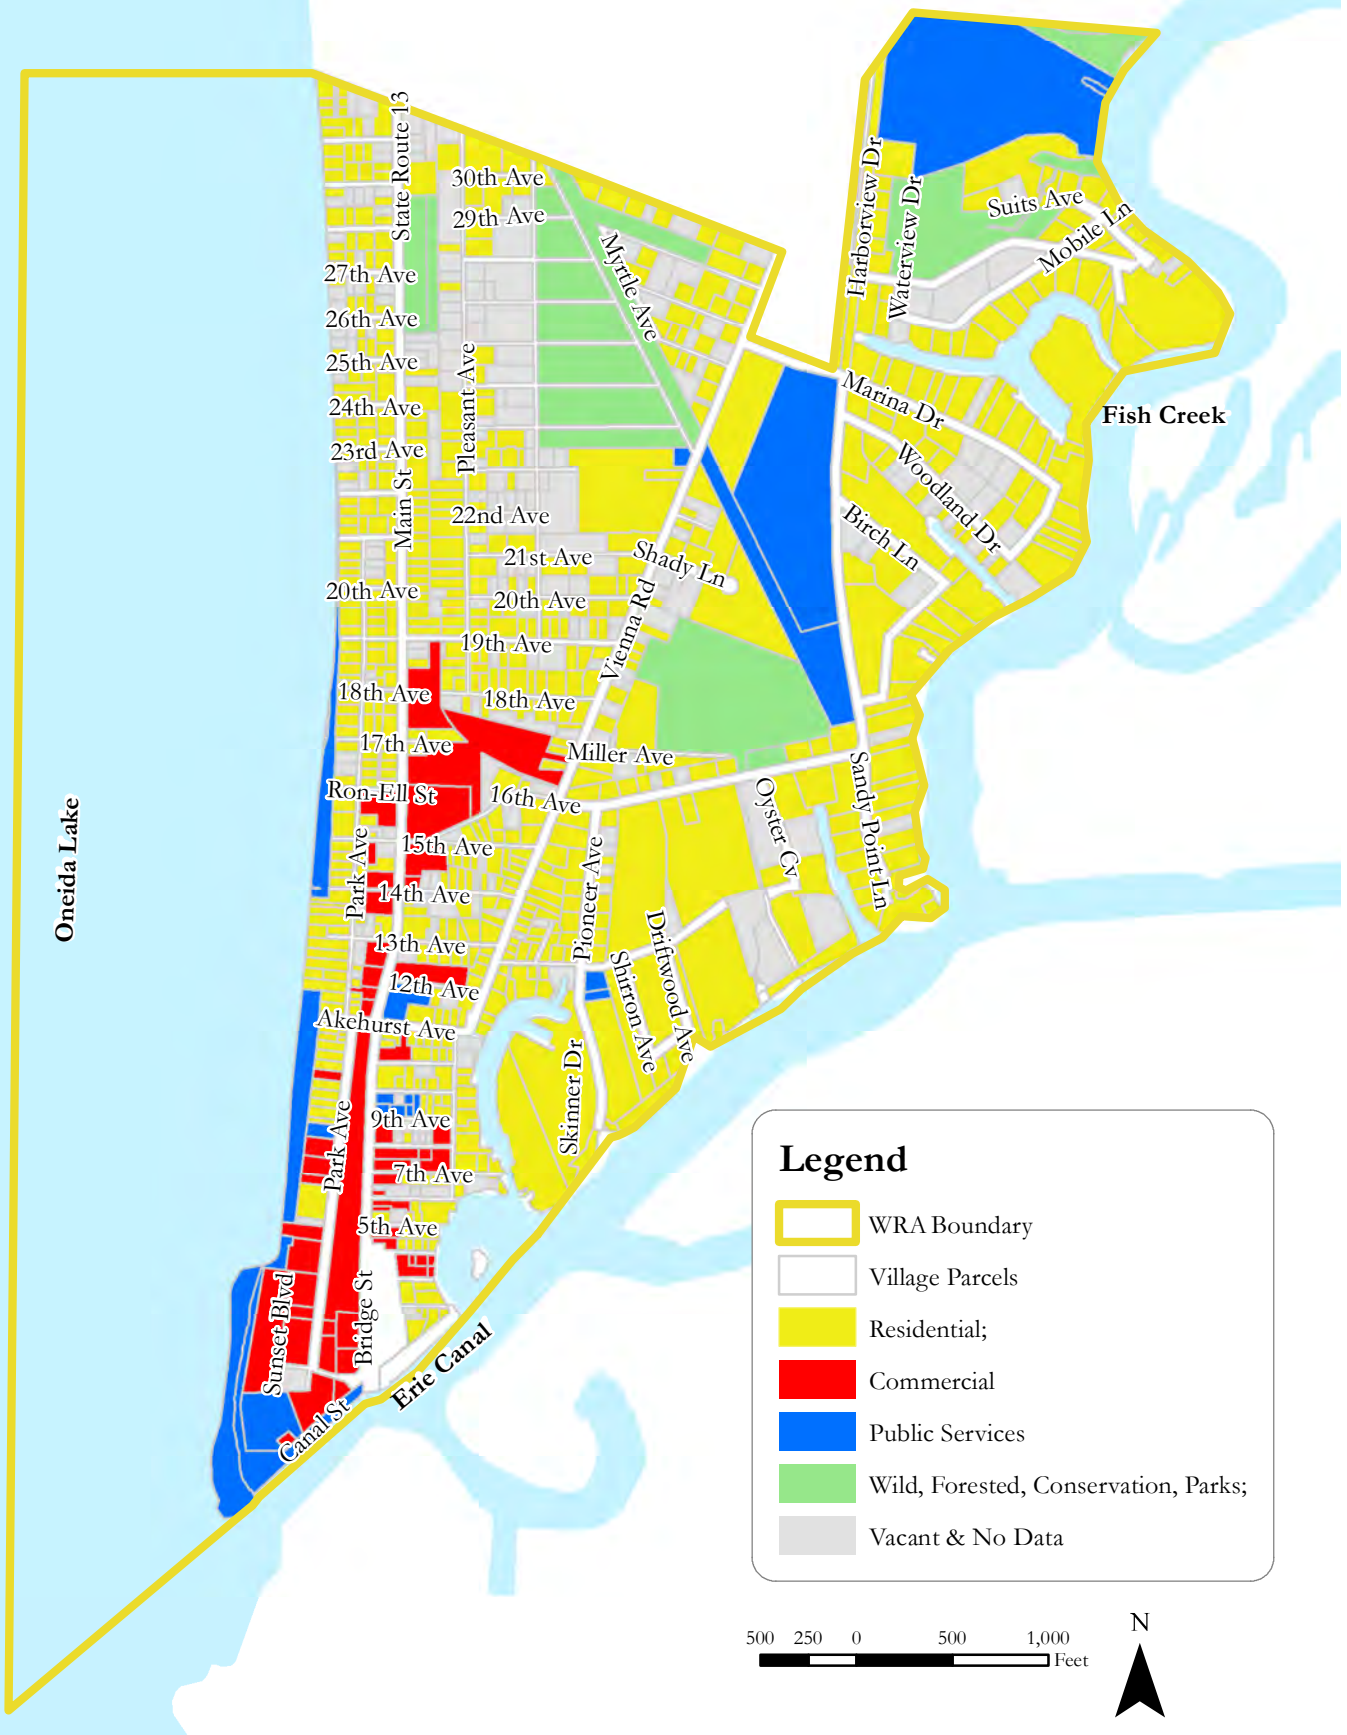 State Route 13
30th Ave
29th Ave
27th Ave
26th Ave
25th Ave
24th Ave
23rd Ave
Main St
Pleasant Ave
Myrtle Ave
22nd Ave
21st Ave
20th Ave
20th Ave
19th Ave
18th Ave
18th Ave
17th Ave
Ron-Ell St
16th Ave
15th Ave
14th Ave
13th Ave
12th Ave
Akehurst Ave
9th Ave
7th Ave
5th Ave
Park Ave
Park Ave
Bridge St
Sunset Blvd
Canal St
Vienna Rd
Shady Ln
Miller Ave
Pioneer Ave
Skinner Dr
Shirron Ave
Driftwood Ave
Oyster Cv
Sandy Point Ln
Harborview Dr
Waterview Dr
Suits Ave
Mobile Ln
Marina Dr
Woodland Dr
Birch Ln
Fish Creek
Oneida Lake
Erie Canal
Legend
WRA Boundary
Village Parcels
Residential;
Commercial
Public Services
Wild, Forested, Conservation, Parks;
Vacant & No Data
500 250 0 500 1,000
Feet
N